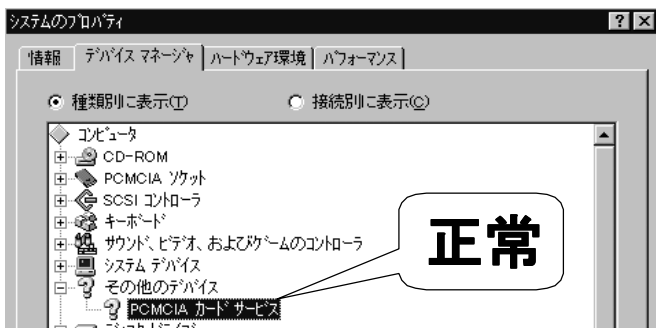 システムのプロパティ
情報 デバイス マネージャ ハードウェア環境 パフォーマンス
種類別に表示(T) 接続別に表示(C)
コンピュータ
CD-ROM
PCMCIA ソケット
SCSI コントローラ
キーボード
サウンド、ビデオ、およびゲームのコントローラ
システム デバイス
その他のデバイス
PCMCIA カード サービス
正常